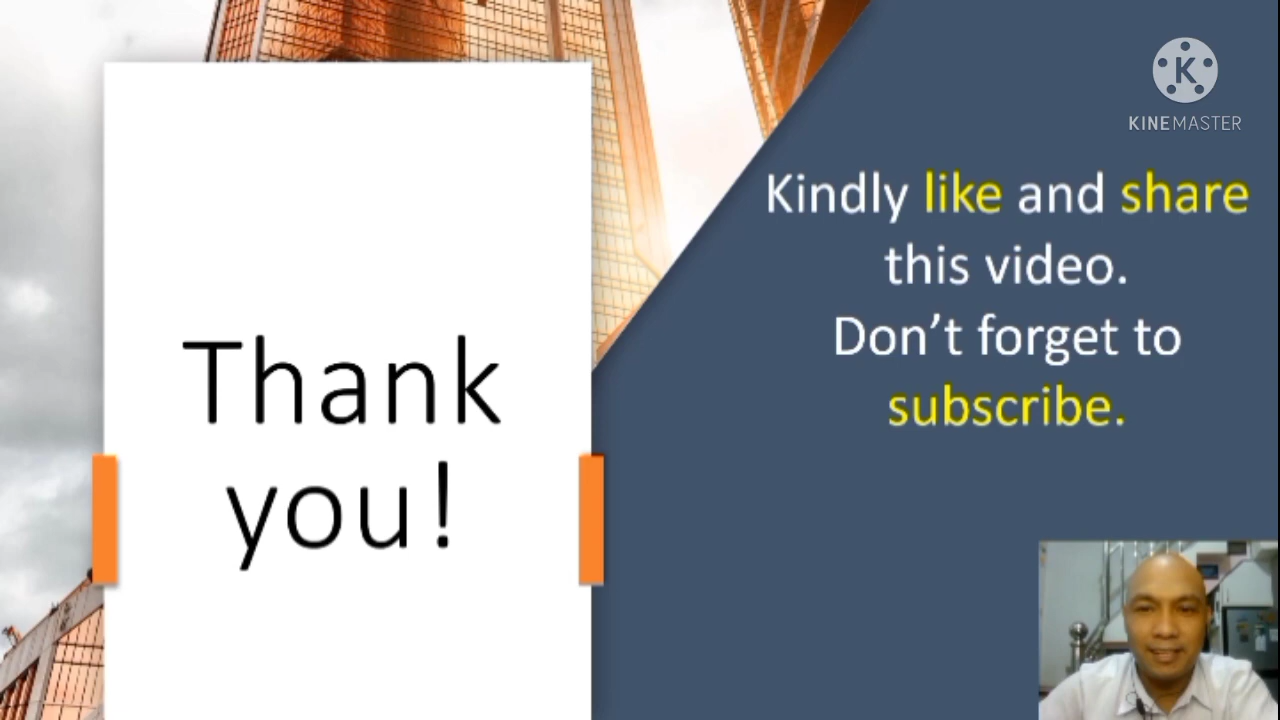 K
KINEMASTER
Kindly like and share
this video.
Don't forget to
subscribe.
Thank
you!